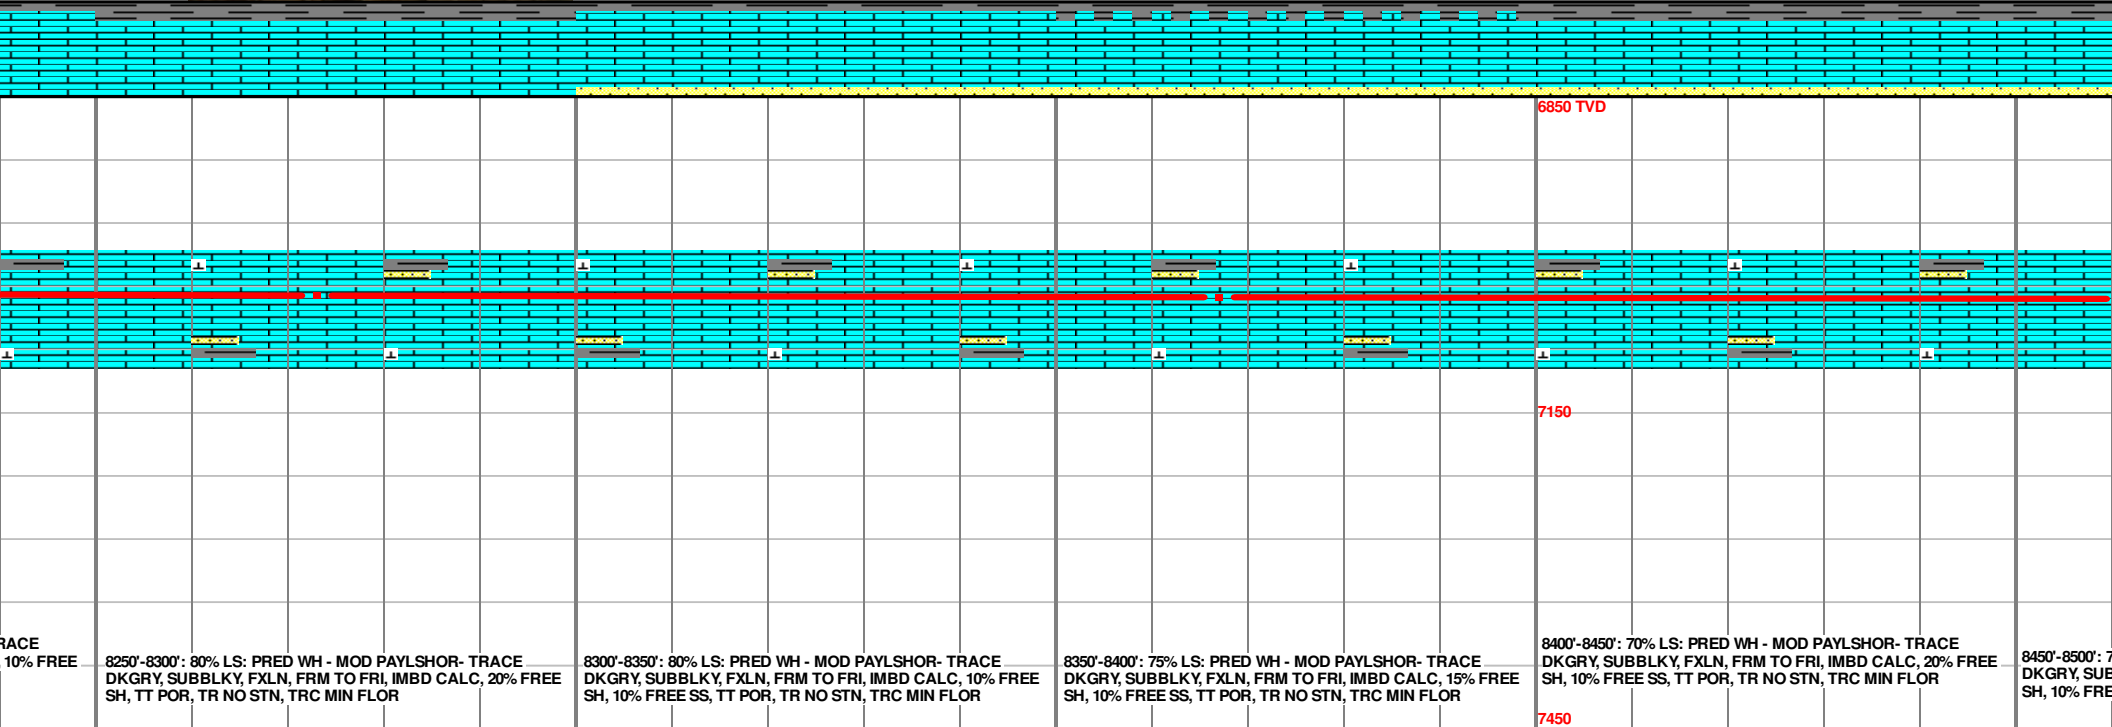 6850 TVD
7150
RACE
10% FREE
8250'-8300': 80% LS: PRED WH - MOD PAYLSHOR- TRACE
DKGRY, SUBBLKY, FXLN, FRM TO FRI, IMBD CALC, 20% FREE
SH, TT POR, TR NO STN, TRC MIN FLOR
8300'-8350': 80% LS: PRED WH - MOD PAYLSHOR- TRACE
DKGRY, SUBBLKY, FXLN, FRM TO FRI, IMBD CALC, 10% FREE
SH, 10% FREE SS, TT POR, TR NO STN, TRC MIN FLOR
8350'-8400': 75% LS: PRED WH - MOD PAYLSHOR- TRACE
DKGRY, SUBBLKY, FXLN, FRM TO FRI, IMBD CALC, 15% FREE
SH, 10% FREE SS, TT POR, TR NO STN, TRC MIN FLOR
8400'-8450': 70% LS: PRED WH - MOD PAYLSHOR- TRACE
DKGRY, SUBBLKY, FXLN, FRM TO FRI, IMBD CALC, 20% FREE
SH, 10% FREE SS, TT POR, TR NO STN, TRC MIN FLOR
8450'-8500': 7
DKGRY, SUB
SH, 10% FRE
7450